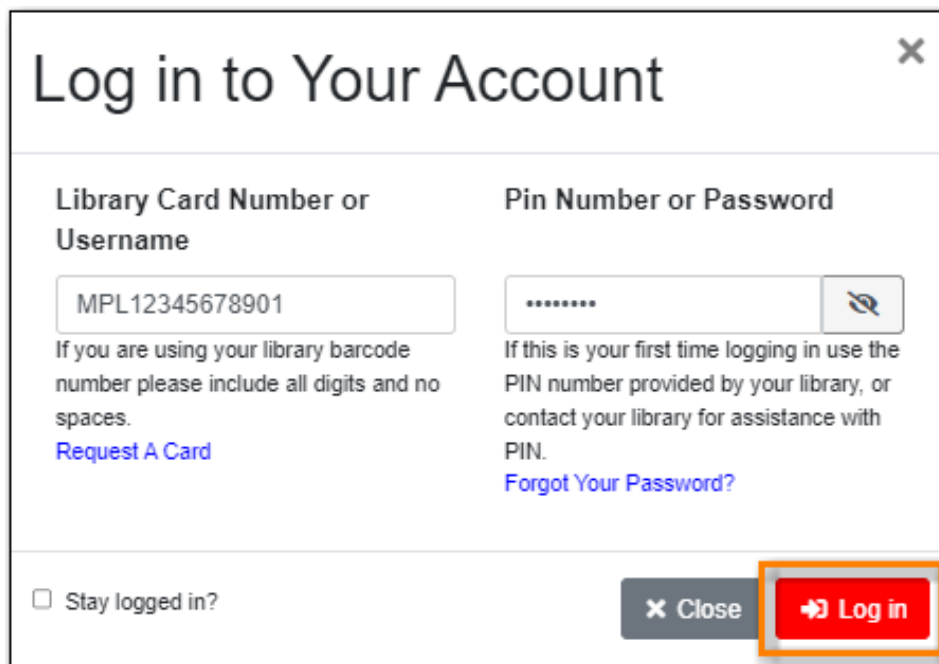 Log in to Your Account
Library Card Number or
Username
MPL12345678901
If you are using your library barcode
number please include all digits and no
spaces.
Request A Card
Pin Number or Password
••••••••
If this is your first time logging in use the
PIN number provided by your library, or
contact your library for assistance with
PIN.
Forgot Your Password?
Stay logged in?
Close
Log in